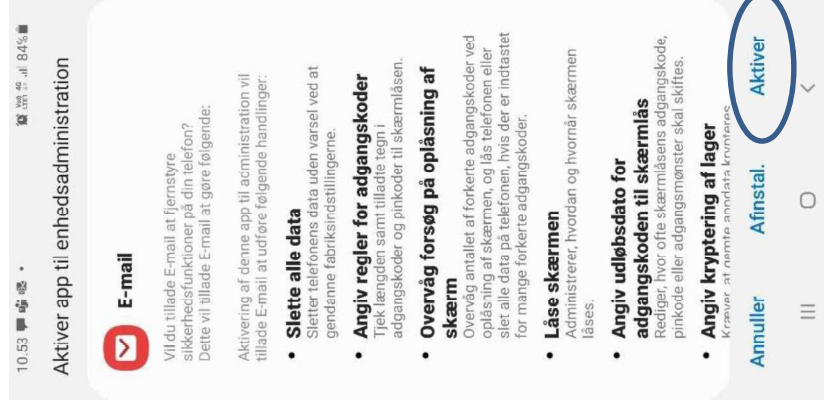 10.53
84%
Aktiver app til enhedsadministration
E-mail
Vil du tillade E-mail at fjernstyre
sikkerhedsfunktioner på din telefon?
Dette vil tillade E-mail at gøre følgende:
Aktivering af denne app til administration vil
tillade E-mail at udføre følgende handlinger:
• Slette alle data
Sletter telefonens data uden varsel ved at
gendanne fabriksindstillingerne.
• Angiv regler for adgangskoder
Tjek længden samt tilladte tegn i
adgangskoder og pinkoder til skærmlåsen.
• Overvåg forsøg på oplåsning af
skærm
Overvåg antallet af forkerte adgangskoder ved
oplåsning af skærmen, og lås telefonen eller
slet alle data på telefonen, hvis der er indtastet
for mange forkerte adgangskoder.
• Låse skærmen
Administrerer, hvordan og hvornår skærmen
låses.
• Angiv udløbsdato for
adgangskoden til skærmlås
Rediger, hvor ofte skærmlåsens adgangskode,
pinkode eller adgangsmønster skal skiftes.
• Angiv kryptering af lager
Kræver, at gemte appdata krypteres.
Annuller Afinstal. Aktiver